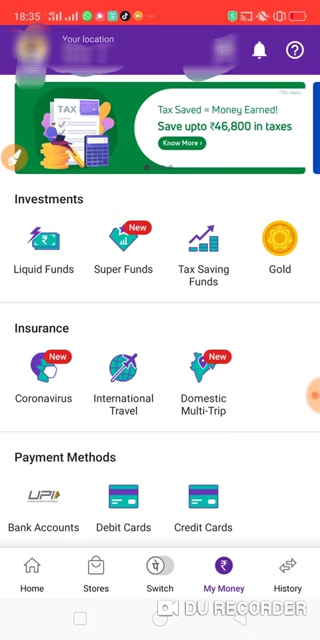 18:35
Your location
*T&C Apply
TAX
Tax Saved = Money Earned!
Save upto ₹46,800 in taxes
Know More
Investments
New
Liquid Funds
Super Funds
Tax Saving
Funds
Gold
Insurance
New
New
Coronavirus
International
Travel
Domestic
Multi-Trip
Payment Methods
UPI
Bank Accounts
Debit Cards
Credit Cards
Home
Stores
Switch
My Money
History
DU RECORDER